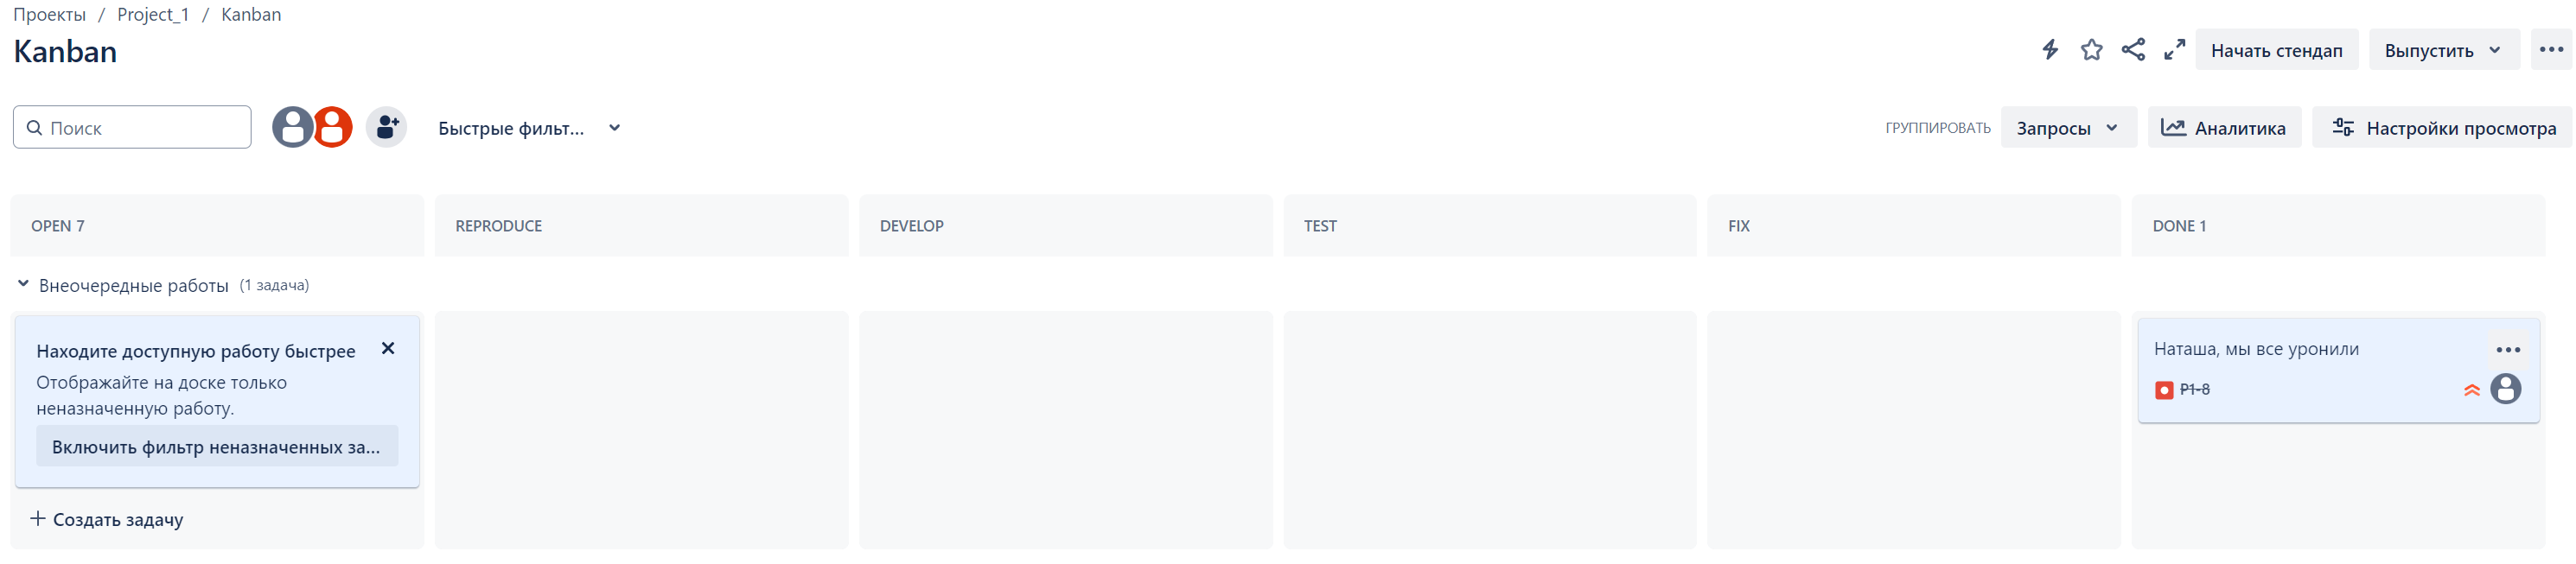 Проекты / Project_1 / Kanban
Kanban
Начать стендап
Выпустить
Поиск
Быстрые фильт...
ГРУППИРОВАТЬ
Запросы
Аналитика
Настройки просмотра
OPEN 7
REPRODUCE
DEVELOP
TEST
FIX
DONE 1
Внеочередные работы (1 задача)
Находите доступную работу быстрее
Отображайте на доске только
неназначенную работу.
Включить фильтр неназначенных за...
Создать задачу
Наташа, мы все уронили
P1-8